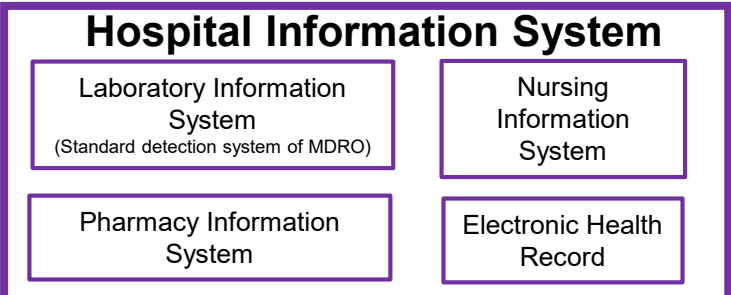 Hospital Information System
Laboratory Information
System
(Standard detection system of MDRO)
Nursing
Information
System
Pharmacy Information
System
Electronic Health
Record